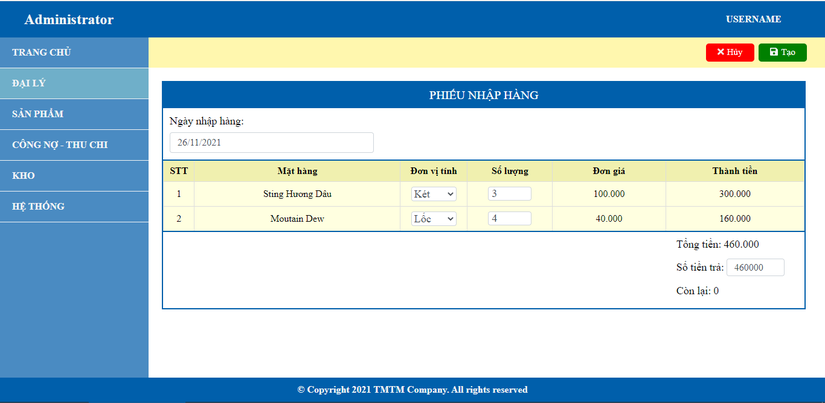 Administrator USERNAME
TRANG CHỦ Hủy Tạo
ĐẠI LÝ
SẢN PHẨM
CÔNG NỢ - THU CHI
KHO
HỆ THỐNG
PHIẾU NHẬP HÀNG
Ngày nhập hàng:
26/11/2021
STT Mặt hàng Đơn vị tính Số lượng Đơn giá Thành tiền
1 Sting Hương Dâu Két 3 100.000 300.000
2 Moutain Dew Lốc 4 40.000 160.000
Tổng tiền: 460.000
Số tiền trả: 460000
Còn lại: 0
© Copyright 2021 TMTM Company. All rights reserved